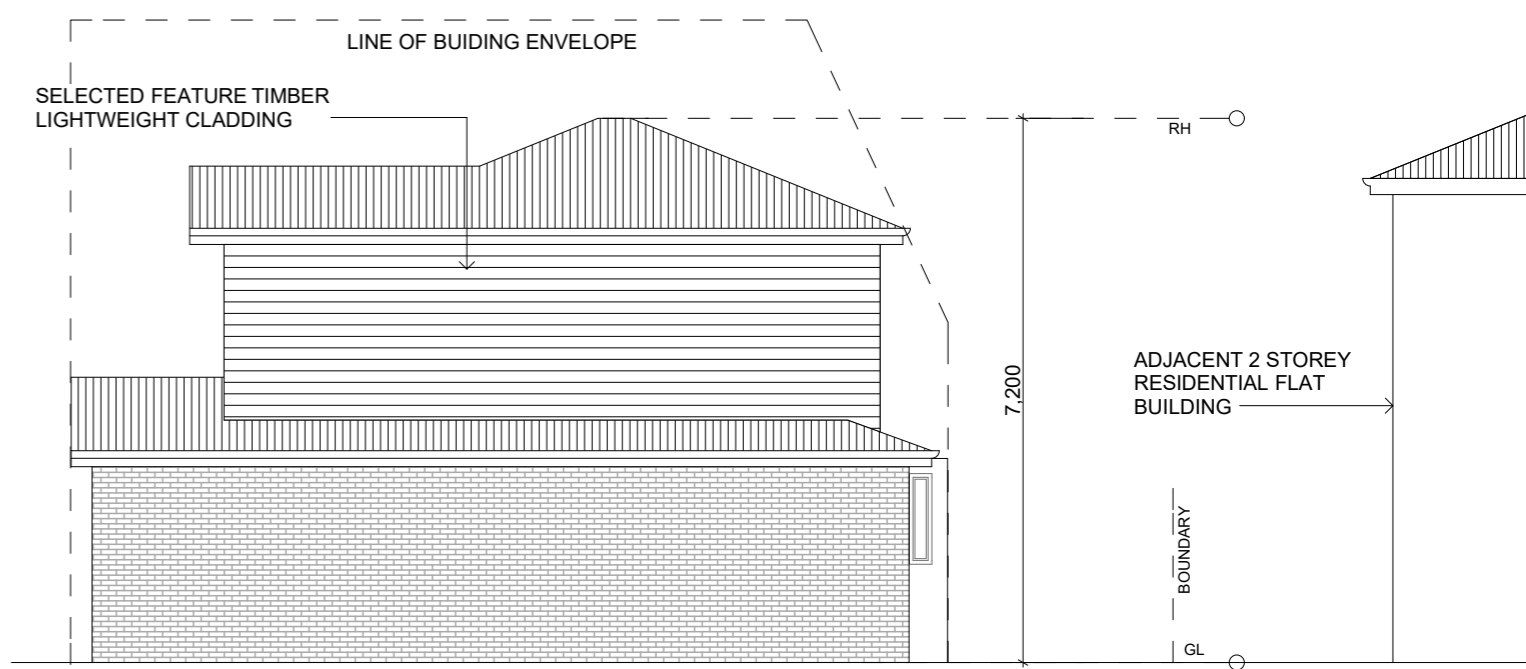 LINE OF BUIDING ENVELOPE
SELECTED FEATURE TIMBER
LIGHTWEIGHT CLADDING
RH
7,200
ADJACENT 2 STOREY
RESIDENTIAL FLAT
BUILDING
BOUNDARY
GL